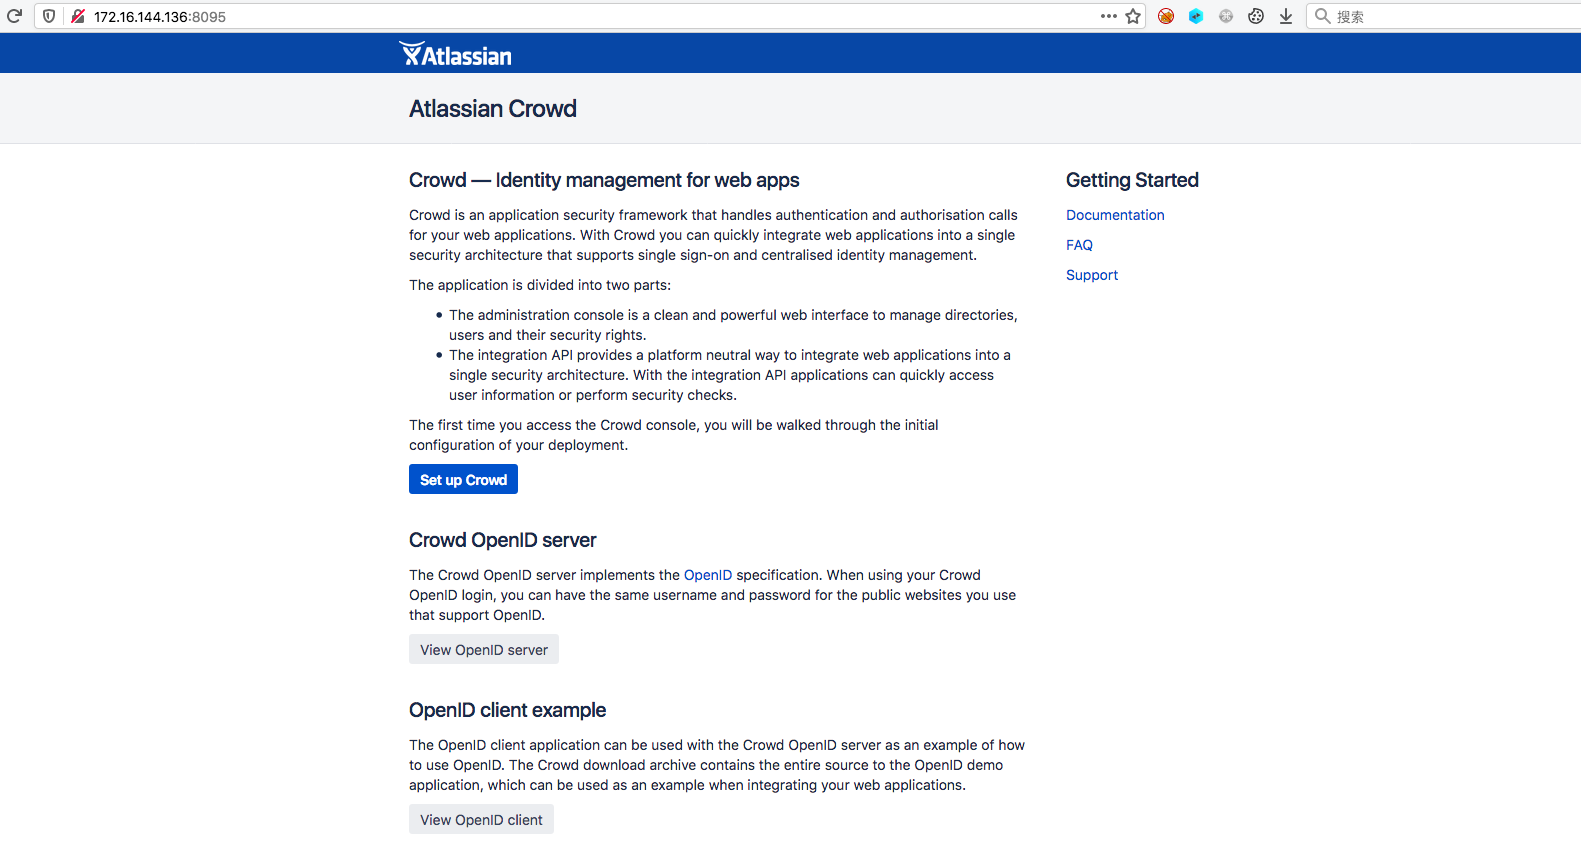 172.16.144.136:8095
搜索
Atlassian
Atlassian Crowd
Crowd — Identity management for web apps
Crowd is an application security framework that handles authentication and authorisation calls
for your web applications. With Crowd you can quickly integrate web applications into a single
security architecture that supports single sign-on and centralised identity management.
The application is divided into two parts:
• The administration console is a clean and powerful web interface to manage directories,
users and their security rights.
• The integration API provides a platform neutral way to integrate web applications into a
single security architecture. With the integration API applications can quickly access
user information or perform security checks.
The first time you access the Crowd console, you will be walked through the initial
configuration of your deployment.
Set up Crowd
Crowd OpenID server
The Crowd OpenID server implements the OpenID specification. When using your Crowd
OpenID login, you can have the same username and password for the public websites you use
that support OpenID.
View OpenID server
OpenID client example
The OpenID client application can be used with the Crowd OpenID server as an example of how
to use OpenID. The Crowd download archive contains the entire source to the OpenID demo
application, which can be used as an example when integrating your web applications.
View OpenID client
Getting Started
Documentation
FAQ
Support